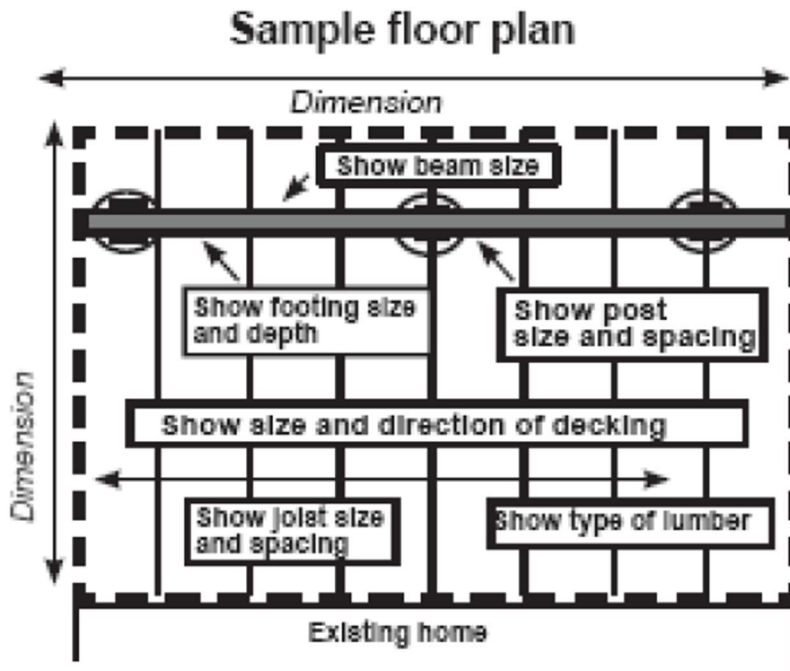 Sample floor plan
Dimension
Show beam size
Show footing size
and depth
Show post
size and spacing
Dimension
Show size and direction of decking
Show joist size
and spacing
Show type of lumber
Existing home